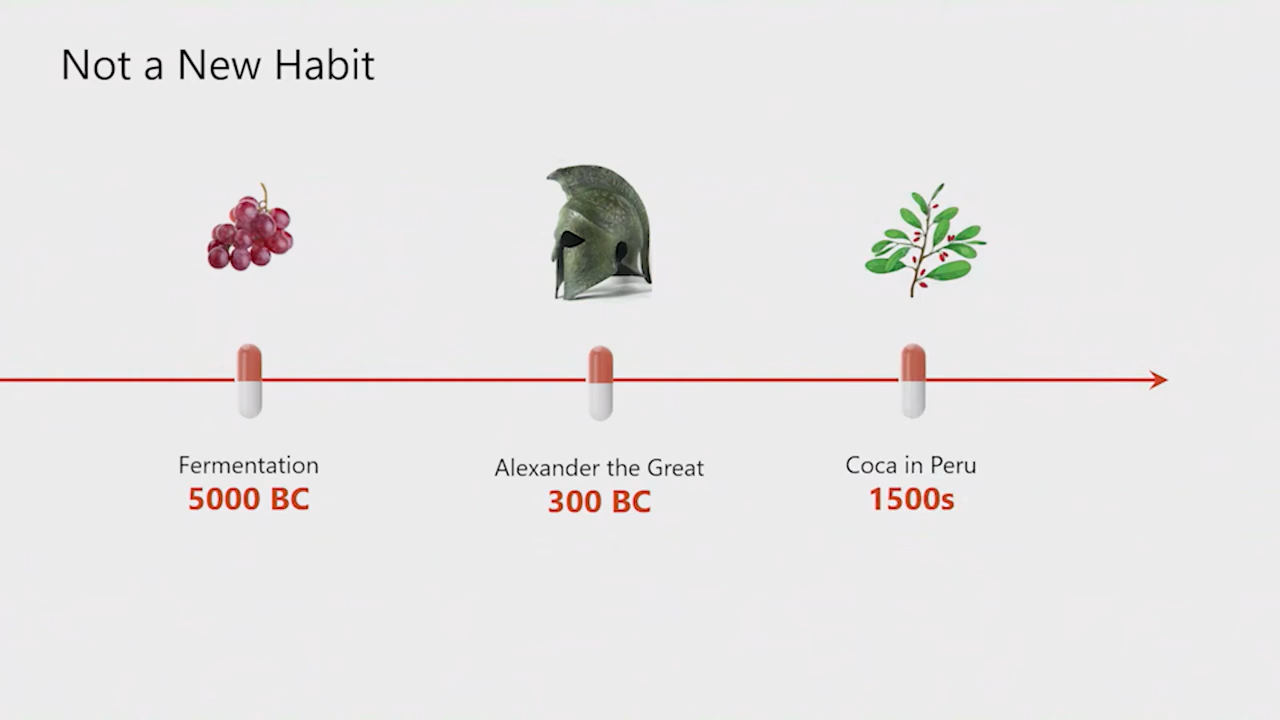 Not a New Habit
Fermentation
5000 BC
Alexander the Great
300 BC
Coca in Peru
1500s